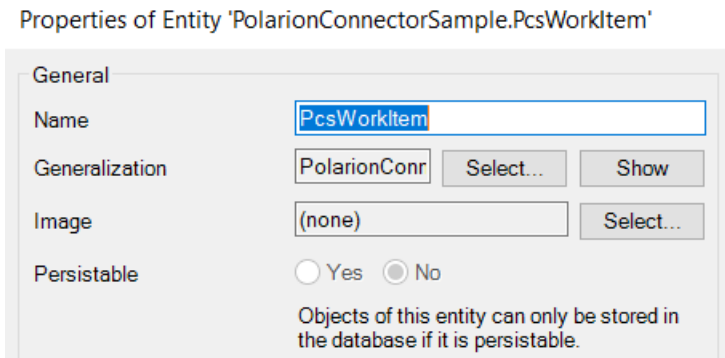 Properties of Entity 'PolarionConnectorSample.PcsWorkItem'
General
Name PcsWorkItem
Generalization PolarionConr Select... Show
Image (none) Select...
Persistable Yes No
Objects of this entity can only be stored in
the database if it is persistable.